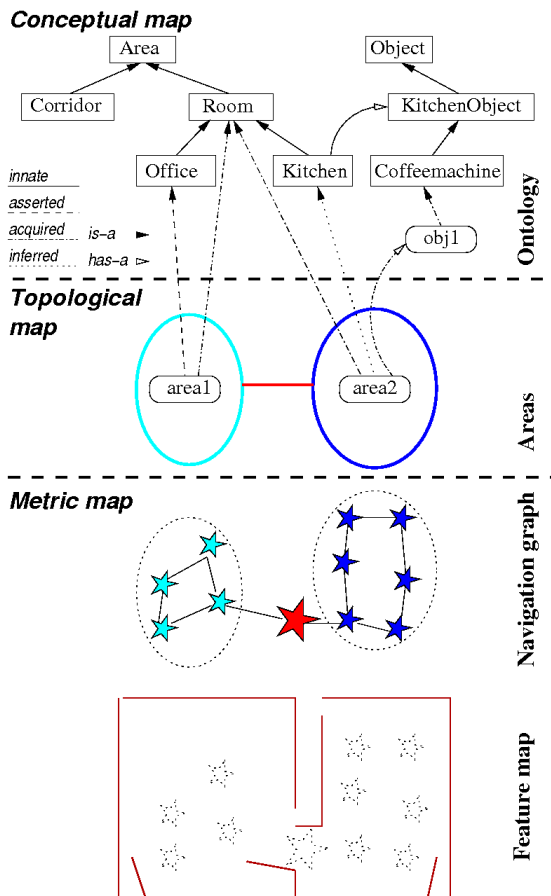 Conceptual map
Area
Object
Corridor
Room
KitchenObject
Office
Kitchen
Coffeemachine
innate
asserted
acquired
is-a
inferred
has-a
obj1
Ontology
Topological
map
area1
area2
Areas
Metric map
Navigation graph
Feature map